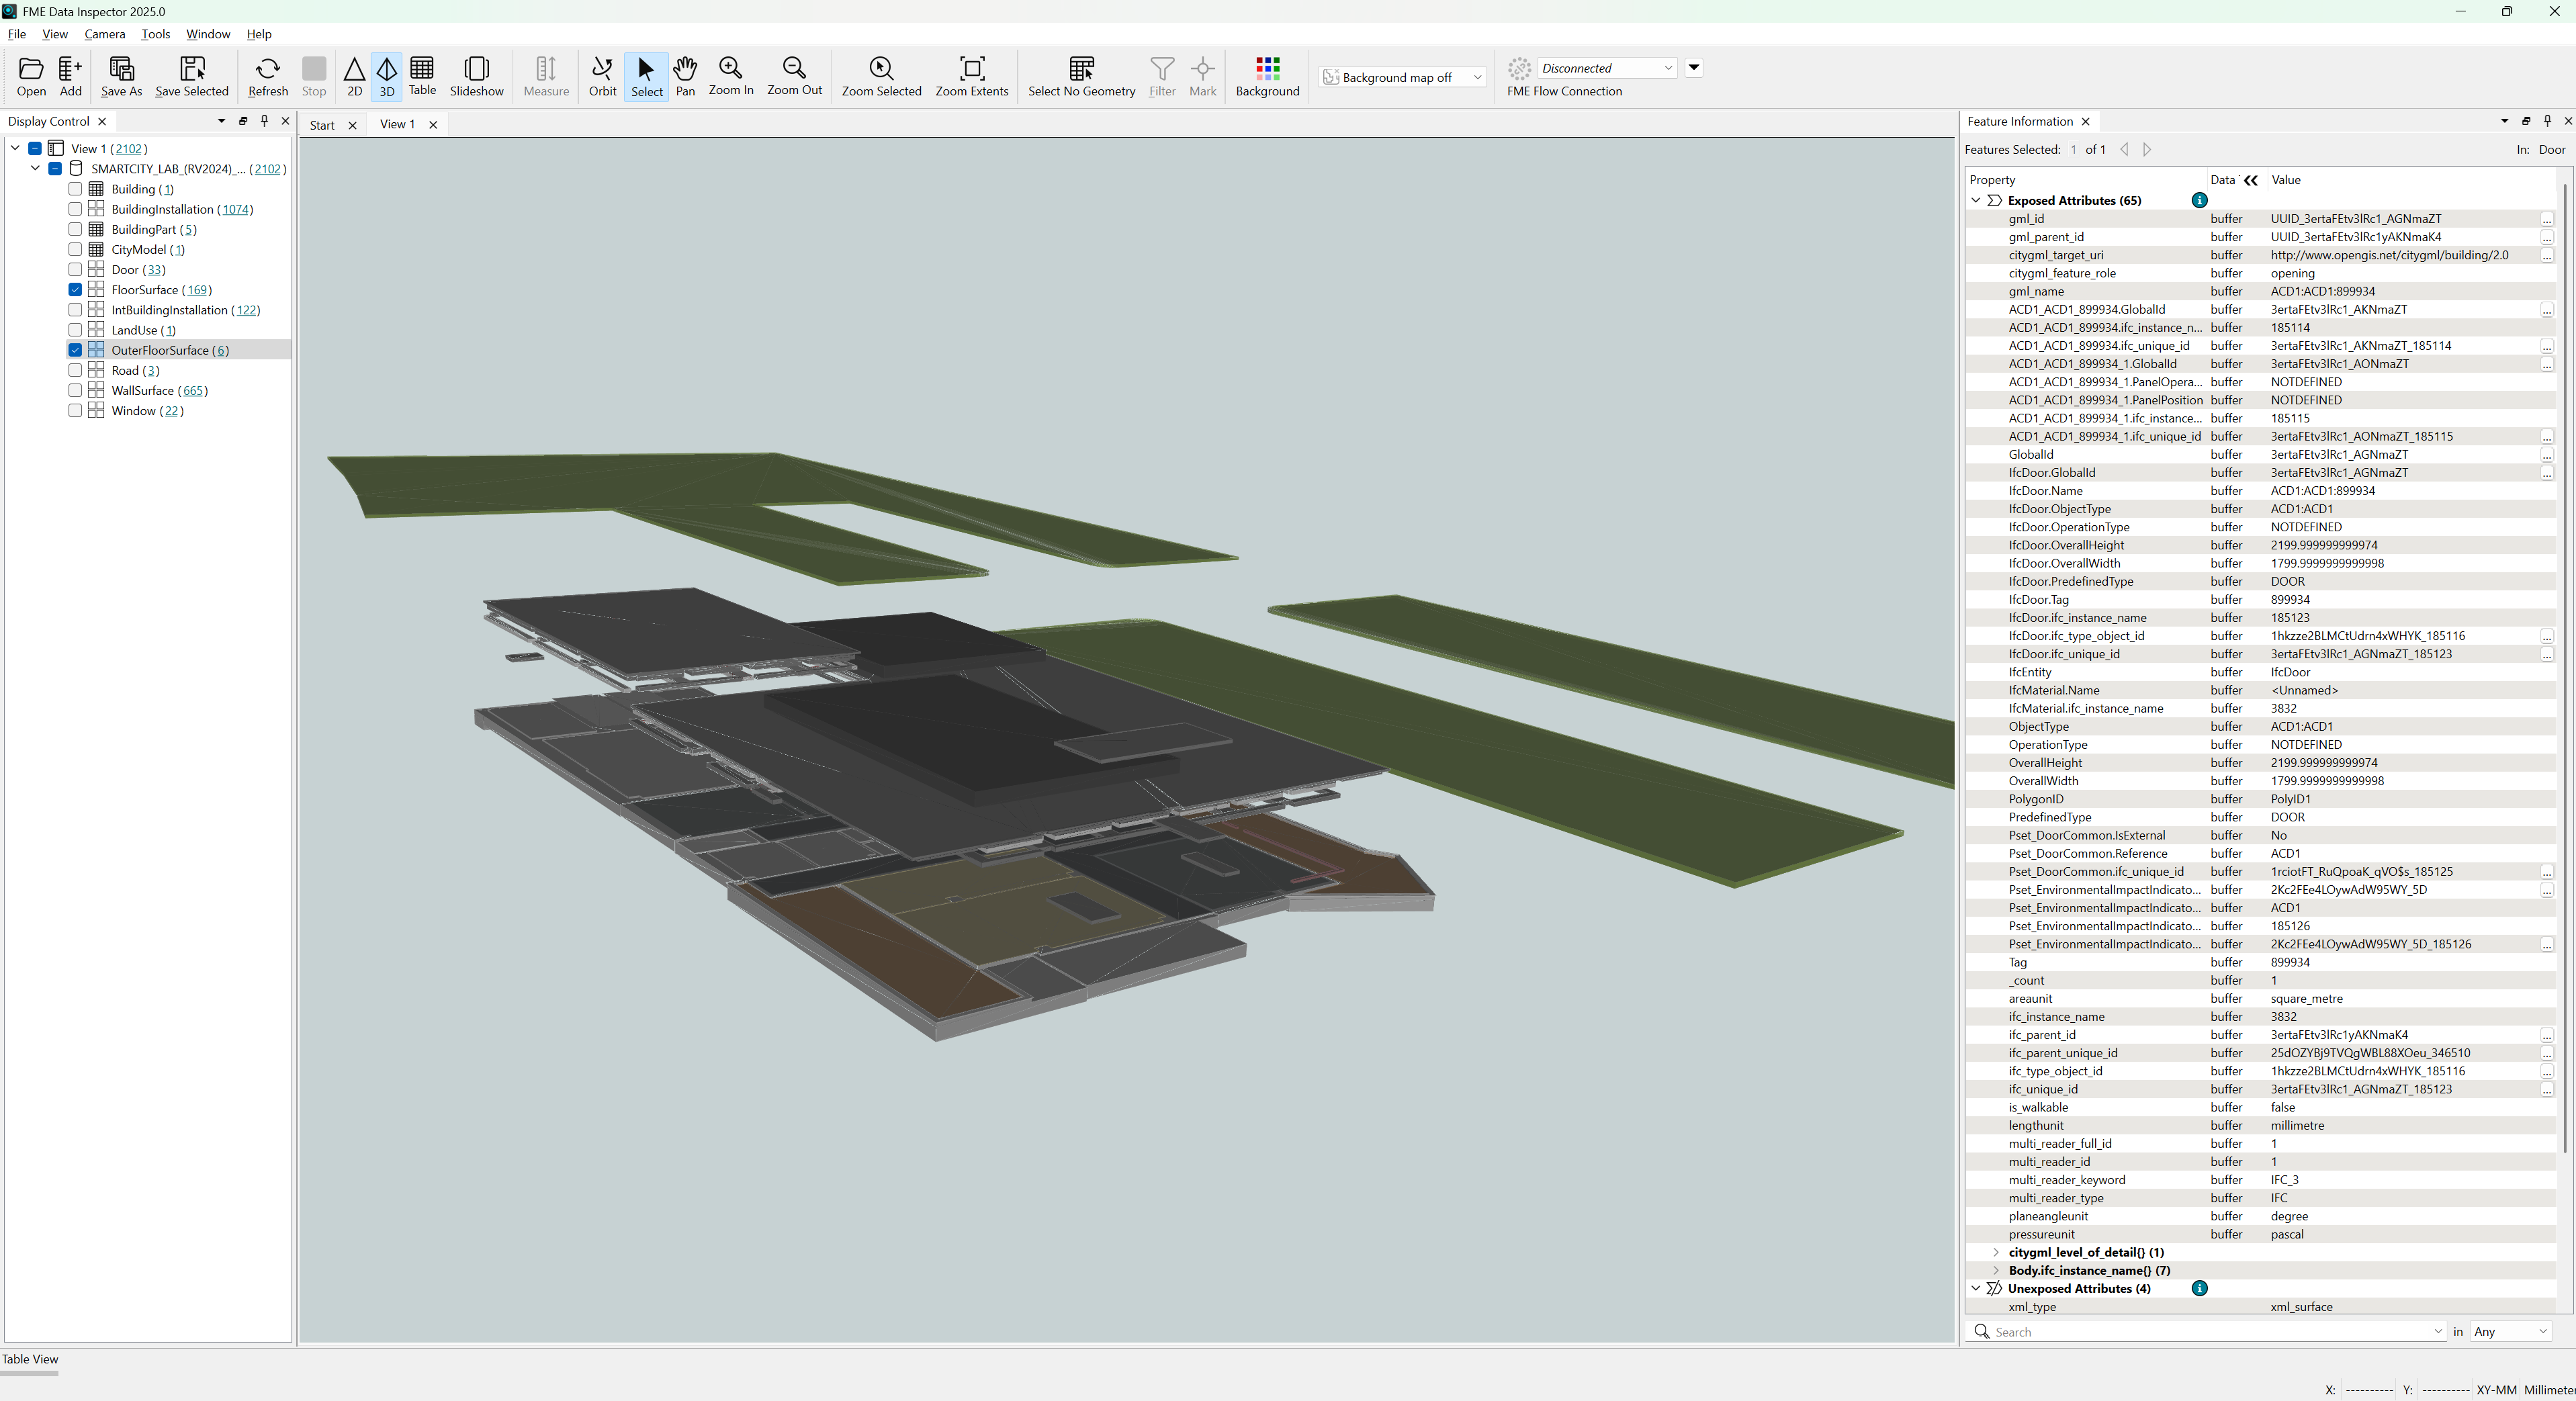 FME Data Inspector 2025.0
File View Camera Tools Window Help
Open Add Save As Save Selected Refresh Stop 2D 3D Table Slideshow Measure Orbit Select Pan Zoom In Zoom Out Zoom Selected Zoom Extents Select No Geometry Filter Mark Background
Background map off
Disconnected
FME Flow Connection
Display Control
View 1 (2102)
SMARTCITY_LAB_(RV2024)_... (2102)
Building (1)
BuildingInstallation (1074)
BuildingPart (5)
CityModel (1)
Door (33)
FloorSurface (169)
IntBuildingInstallation (122)
LandUse (1)
OuterFloorSurface (6)
Road (3)
WallSurface (665)
Window (22)
Start View 1
Feature Information
Features Selected: 1 of 1 In: Door
Property Data Value
Exposed Attributes (65)
gml_id buffer UUID_3ertaFEtv3lRc1_AGNmaZT ...
gml_parent_id buffer UUID_3ertaFEtv3lRc1yAKNmaK4 ...
citygml_target_uri buffer http://www.opengis.net/citygml/building/2.0 ...
citygml_feature_role buffer opening
gml_name buffer ACD1:ACD1:899934
ACD1_ACD1_899934.GlobalId buffer 3ertaFEtv3lRc1_AKNmaZT ...
ACD1_ACD1_899934.ifc_instance_n... buffer 185114
ACD1_ACD1_899934.ifc_unique_id buffer 3ertaFEtv3lRc1_AKNmaZT_185114 ...
ACD1_ACD1_899934_1.GlobalId buffer 3ertaFEtv3lRc1_AONmaZT ...
ACD1_ACD1_899934_1.PanelOpera... buffer NOTDEFINED
ACD1_ACD1_899934_1.PanelPosition buffer NOTDEFINED
ACD1_ACD1_899934_1.ifc_instance... buffer 185115
ACD1_ACD1_899934_1.ifc_unique_id buffer 3ertaFEtv3lRc1_AONmaZT_185115 ...
GlobalId buffer 3ertaFEtv3lRc1_AGNmaZT ...
IfcDoor.GlobalId buffer 3ertaFEtv3lRc1_AGNmaZT ...
IfcDoor.Name buffer ACD1:ACD1:899934
IfcDoor.ObjectType buffer ACD1:ACD1
IfcDoor.OperationType buffer NOTDEFINED
IfcDoor.OverallHeight buffer 2199.999999999974
IfcDoor.OverallWidth buffer 1799.9999999999998
IfcDoor.PredefinedType buffer DOOR
IfcDoor.Tag buffer 899934
IfcDoor.ifc_instance_name buffer 185123
IfcDoor.ifc_type_object_id buffer 1hkzze2BLMCtUdrn4xWHYK_185116 ...
IfcDoor.ifc_unique_id buffer 3ertaFEtv3lRc1_AGNmaZT_185123 ...
IfcEntity buffer IfcDoor
IfcMaterial.Name buffer <Unnamed>
IfcMaterial.ifc_instance_name buffer 3832
ObjectType buffer ACD1:ACD1
OperationType buffer NOTDEFINED
OverallHeight buffer 2199.999999999974
OverallWidth buffer 1799.9999999999998
PolygonID buffer PolyID1
PredefinedType buffer DOOR
Pset_DoorCommon.IsExternal buffer No
Pset_DoorCommon.Reference buffer ACD1
Pset_DoorCommon.ifc_unique_id buffer 1rciotFT_RuQpoaK_qVO$s_185125 ...
Pset_EnvironmentalImpactIndicato... buffer 2Kc2FEe4LOywAdW95WY_5D ...
Pset_EnvironmentalImpactIndicato... buffer ACD1
Pset_EnvironmentalImpactIndicato... buffer 185126
Pset_EnvironmentalImpactIndicato... buffer 2Kc2FEe4LOywAdW95WY_5D_185126 ...
Tag buffer 899934
_count buffer 1
areaunit buffer square_metre
ifc_instance_name buffer 3832
ifc_parent_id buffer 3ertaFEtv3lRc1yAKNmaK4 ...
ifc_parent_unique_id buffer 25dOZYBj9TVQgWBL88XOeu_346510 ...
ifc_type_object_id buffer 1hkzze2BLMCtUdrn4xWHYK_185116 ...
ifc_unique_id buffer 3ertaFEtv3lRc1_AGNmaZT_185123 ...
is_walkable buffer false
lengthunit buffer millimetre
multi_reader_full_id buffer 1
multi_reader_id buffer 1
multi_reader_keyword buffer IFC_3
multi_reader_type buffer IFC
planeangleunit buffer degree
pressureunit buffer pascal
citygml_level_of_detail{} (1)
Body.ifc_instance_name{} (7)
Unexposed Attributes (4)
xml_type xml_surface
Search in Any
Table View
X: ---------- Y: ---------- XY-MM Millimeter